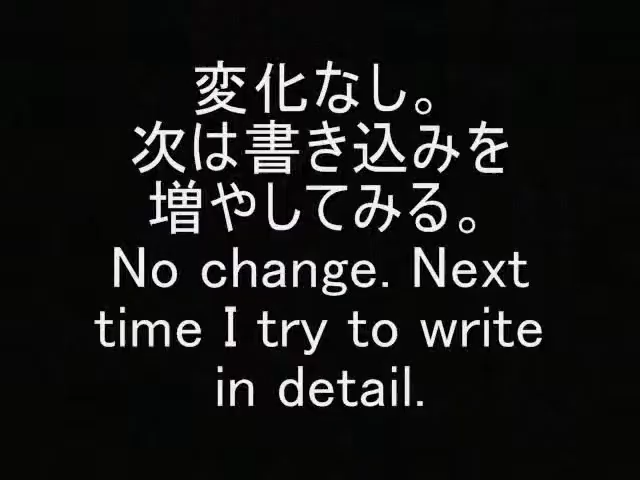 変化なし。
次は書き込みを
増やしてみる。
No change. Next
time I try to write
in detail.